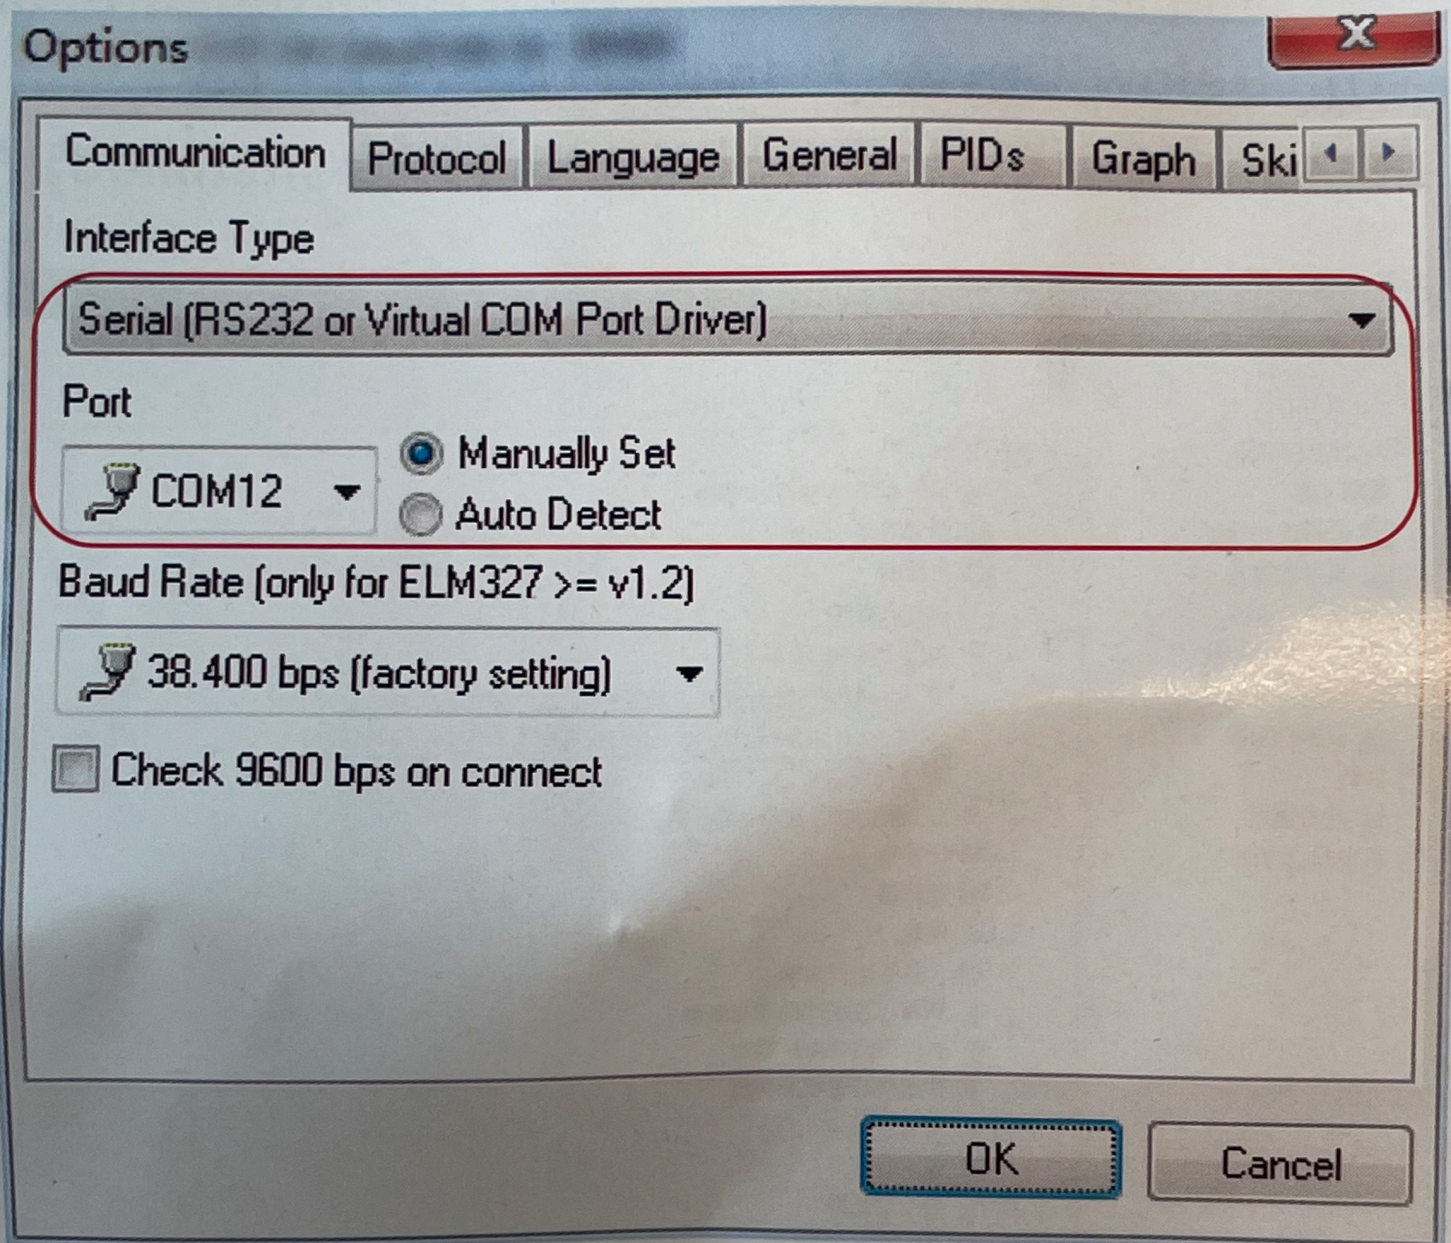 Options
X
Communication Protocol Language General PIDs Graph Ski
Interface Type
Serial (RS232 or Virtual COM Port Driver)
Port
COM12
Manually Set
Auto Detect
Baud Rate (only for ELM327 >= v1.2)
38.400 bps (factory setting)
Check 9600 bps on connect
OK Cancel